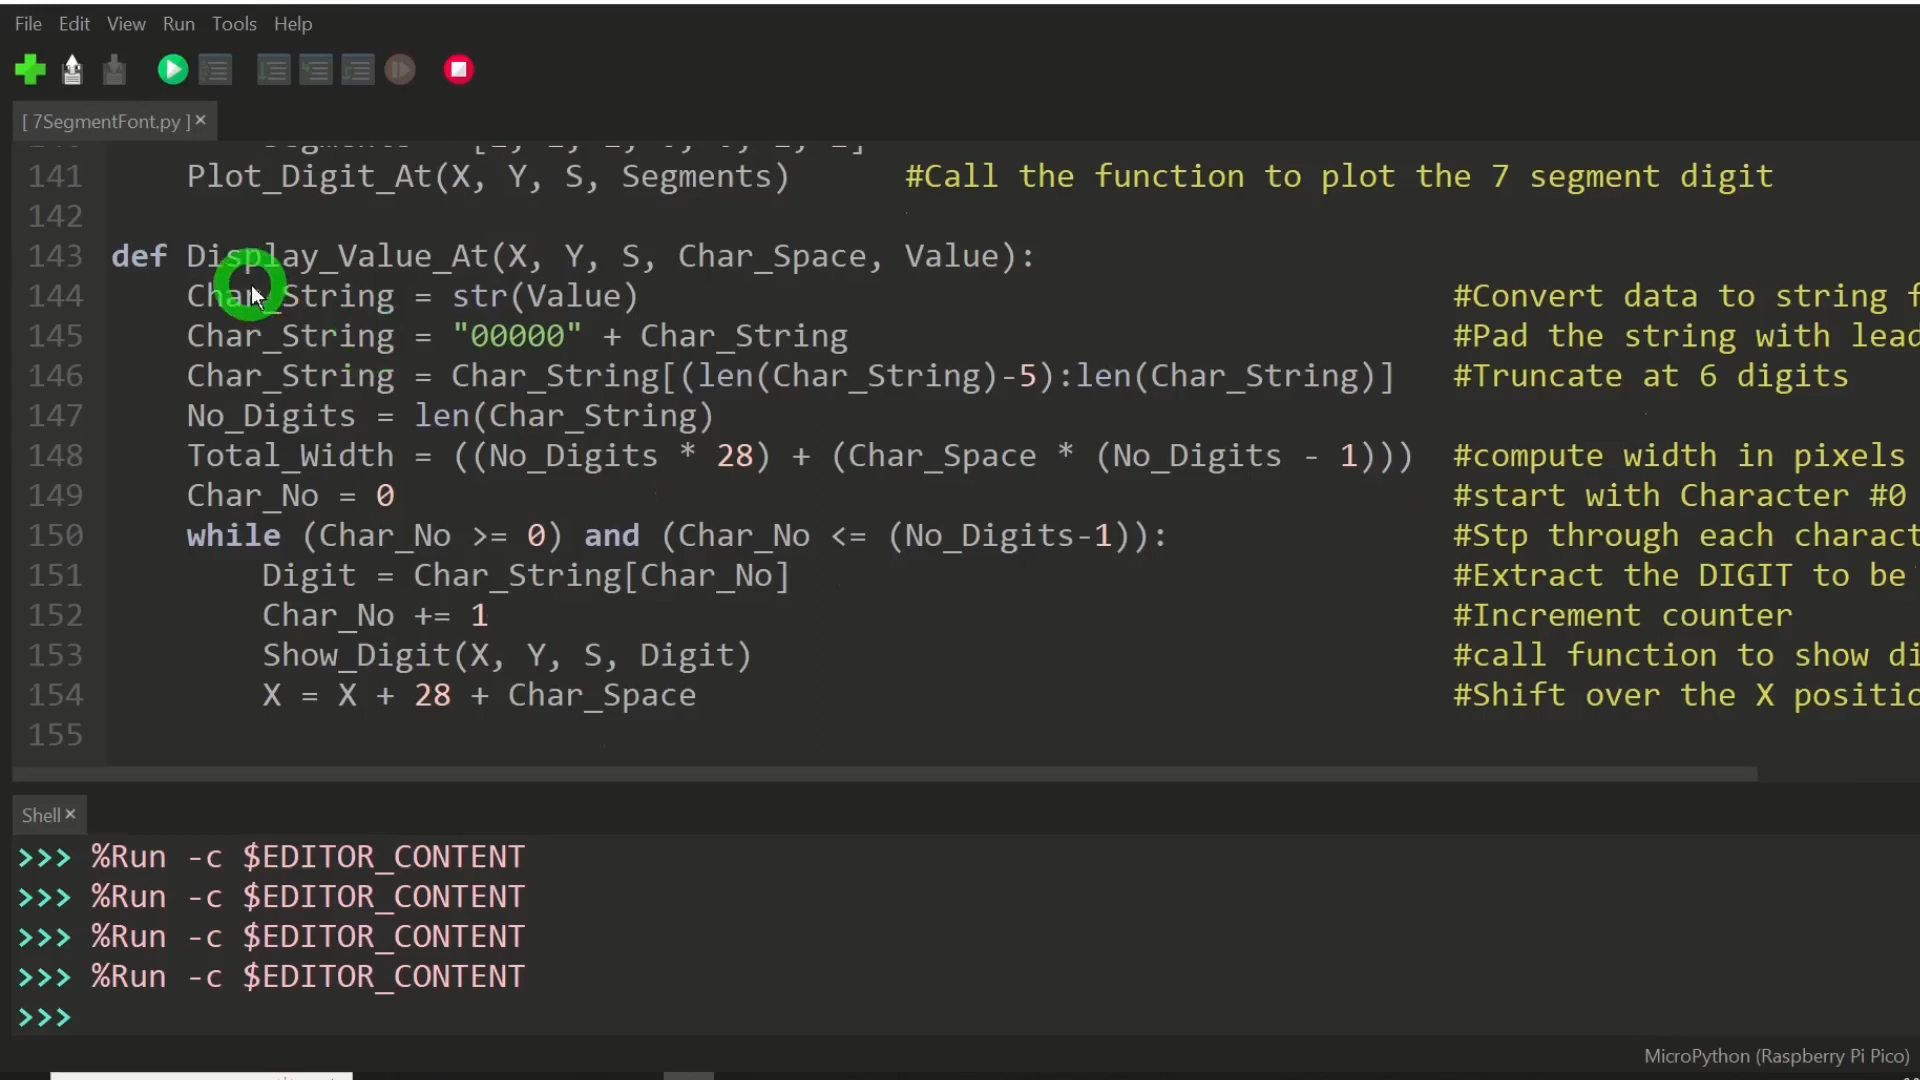 File Edit View Run Tools Help
[ 7SegmentFont.py ] ×
141 Plot_Digit_At(X, Y, S, Segments) #Call the function to plot the 7 segment digit
142
143 def Display_Value_At(X, Y, S, Char_Space, Value):
144 Char_String = str(Value) #Convert data to string f
145 Char_String = "00000" + Char_String #Pad the string with lead
146 Char_String = Char_String[(len(Char_String)-5):len(Char_String)] #Truncate at 6 digits
147 No_Digits = len(Char_String)
148 Total_Width = ((No_Digits * 28) + (Char_Space * (No_Digits - 1))) #compute width in pixels
149 Char_No = 0 #start with Character #0
150 while (Char_No >= 0) and (Char_No <= (No_Digits-1)): #Stp through each charact
151 Digit = Char_String[Char_No] #Extract the DIGIT to be
152 Char_No += 1 #Increment counter
153 Show_Digit(X, Y, S, Digit) #call function to show di
154 X = X + 28 + Char_Space #Shift over the X positio
155
Shell ×
>>> %Run -c $EDITOR_CONTENT
>>> %Run -c $EDITOR_CONTENT
>>> %Run -c $EDITOR_CONTENT
>>> %Run -c $EDITOR_CONTENT
>>>
MicroPython (Raspberry Pi Pico)